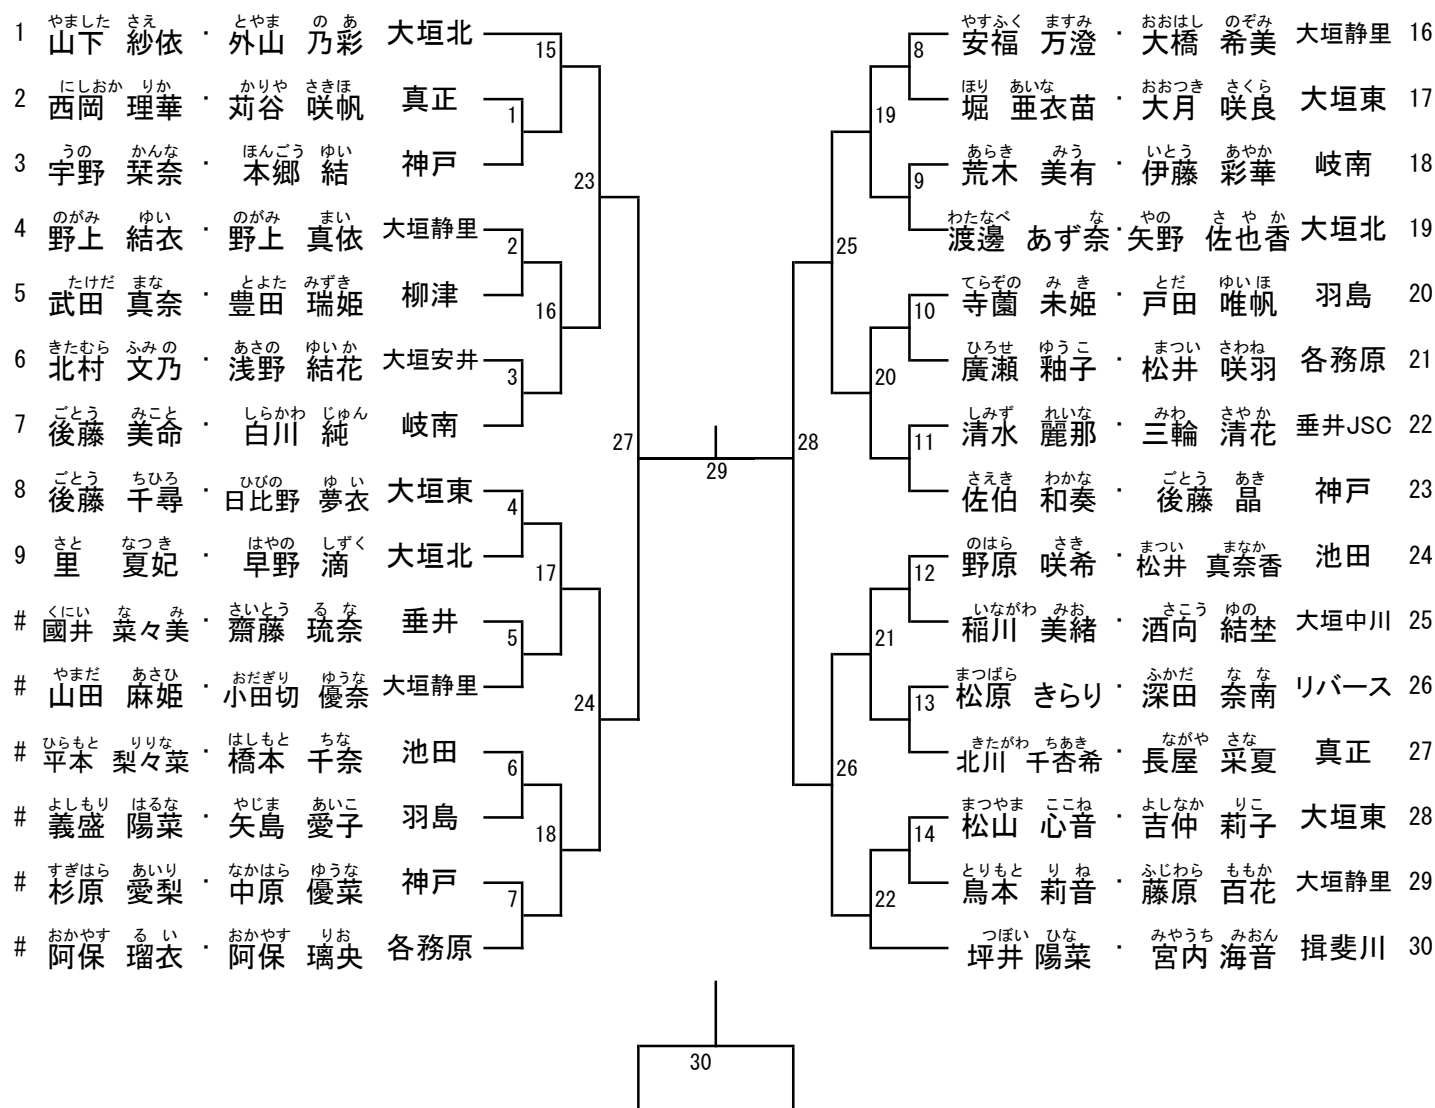 やました さえ とやま の あ
1 山下 紗依 ・ 外山 乃彩 大垣北
にしおか りか かりや さきほ
2 西岡 理華 ・ 苅谷 咲帆 真正
うの かんな ほんごう ゆい
3 宇野 栞奈 ・ 本郷 結 神戸
のがみ ゆい のがみ まい
4 野上 結衣 ・ 野上 真依 大垣静里
たけだ まな とよた みずき
5 武田 真奈 ・ 豊田 瑞姫 柳津
きたむら ふみの あさの ゆいか
6 北村 文乃 ・ 浅野 結花 大垣安井
ごとう みこと しらかわ じゅん
7 後藤 美命 ・ 白川 純 岐南
ごとう ちひろ ひびの ゆ い
8 後藤 千尋 ・ 日比野 夢衣 大垣東
さと なつき はやの しずく
9 里 夏妃 ・ 早野 滴 大垣北
くにい な み さいとう る な
# 國井 菜々美 ・ 齋藤 琉奈 垂井
やまだ あさひ おだぎり ゆうな
# 山田 麻姫 ・ 小田切 優奈 大垣静里
ひらもと りりな はしもと ちな
# 平本 梨々菜 ・ 橋本 千奈 池田
よしもり はるな やじま あいこ
# 義盛 陽菜 ・ 矢島 愛子 羽島
すぎはら あいり なかはら ゆうな
# 杉原 愛梨 ・ 中原 優菜 神戸
おかやす る い おかやす りお
# 阿保 瑠衣 ・ 阿保 璃央 各務原
15
1
23
2
16
3
27
4
17
5
24
6
18
7
29
28
25
19
8
9
20
10
11
26
21
12
13
22
14
やすふく ますみ おおはし のぞみ
安福 万澄 ・ 大橋 希美 大垣静里 16
ほり あいな おおつき さくら
堀 亜衣苗 ・ 大月 咲良 大垣東 17
あらき みう いとう あやか
荒木 美有 ・ 伊藤 彩華 岐南 18
わたなべ な やの さ や か
渡邊 あず奈 ・ 矢野 佐也香 大垣北 19
てらぞの み き とだ ゆいほ
寺薗 未姫 ・ 戸田 唯帆 羽島 20
ひろせ ゆうこ まつい さわね
廣瀬 釉子 ・ 松井 咲羽 各務原 21
しみず れいな みわ さやか
清水 麗那 ・ 三輪 清花 垂井JSC 22
さえき わかな ごとう あき
佐伯 和奏 ・ 後藤 晶 神戸 23
のはら さき まつい まなか
野原 咲希 ・ 松井 真奈香 池田 24
いながわ みお さこう ゆの
稲川 美緒 ・ 酒向 結埜 大垣中川 25
まつばら ふかだ な な
松原 きらり ・ 深田 奈南 リバース 26
きたがわ ちあき ながや さな
北川 千杏希 ・ 長屋 采夏 真正 27
まつやま ここね よしなか りこ
松山 心音 ・ 吉仲 莉子 大垣東 28
とりもと り ね ふじわら ももか
鳥本 莉音 ・ 藤原 百花 大垣静里 29
つぼい ひな みやうち みおん
坪井 陽菜 ・ 宮内 海音 揖斐川 30
30